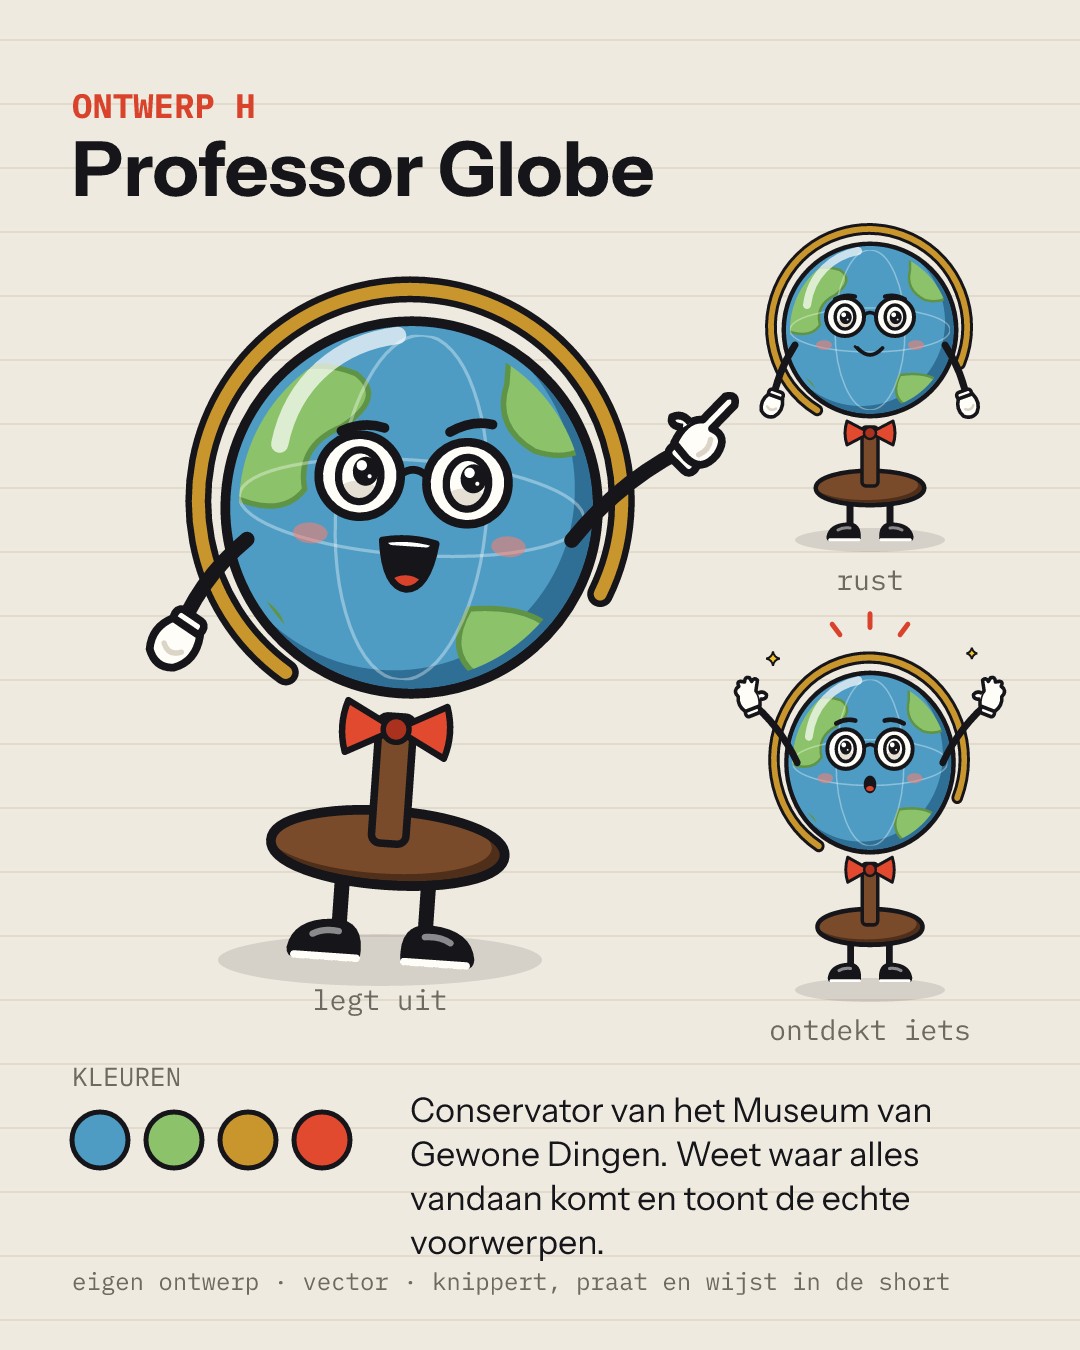 ONTWERP H
Professor Globe
rust
legt uit
ontdekt iets
KLEUREN
Conservator van het Museum van
Gewone Dingen. Weet waar alles
vandaan komt en toont de echte
voorwerpen.
eigen ontwerp · vector · knippert, praat en wijst in de short